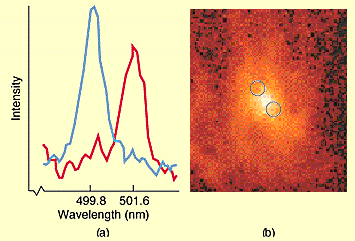 Intensity
499.8 501.6
Wavelength (nm)
(a) (b)